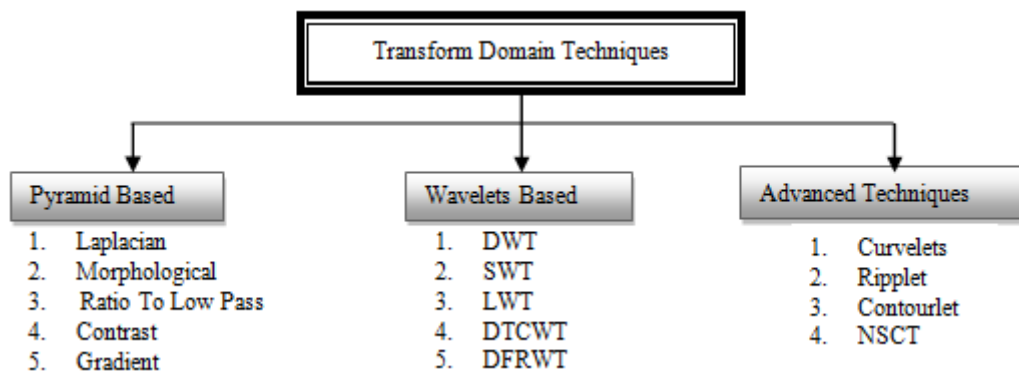 Transform Domain Techniques
Pyramid Based
1. Laplacian
2. Morphological
3. Ratio To Low Pass
4. Contrast
5. Gradient
Wavelets Based
1. DWT
2. SWT
3. LWT
4. DTCWT
5. DFRWT
Advanced Techniques
1. Curvelets
2. Ripplet
3. Contourlet
4. NSCT